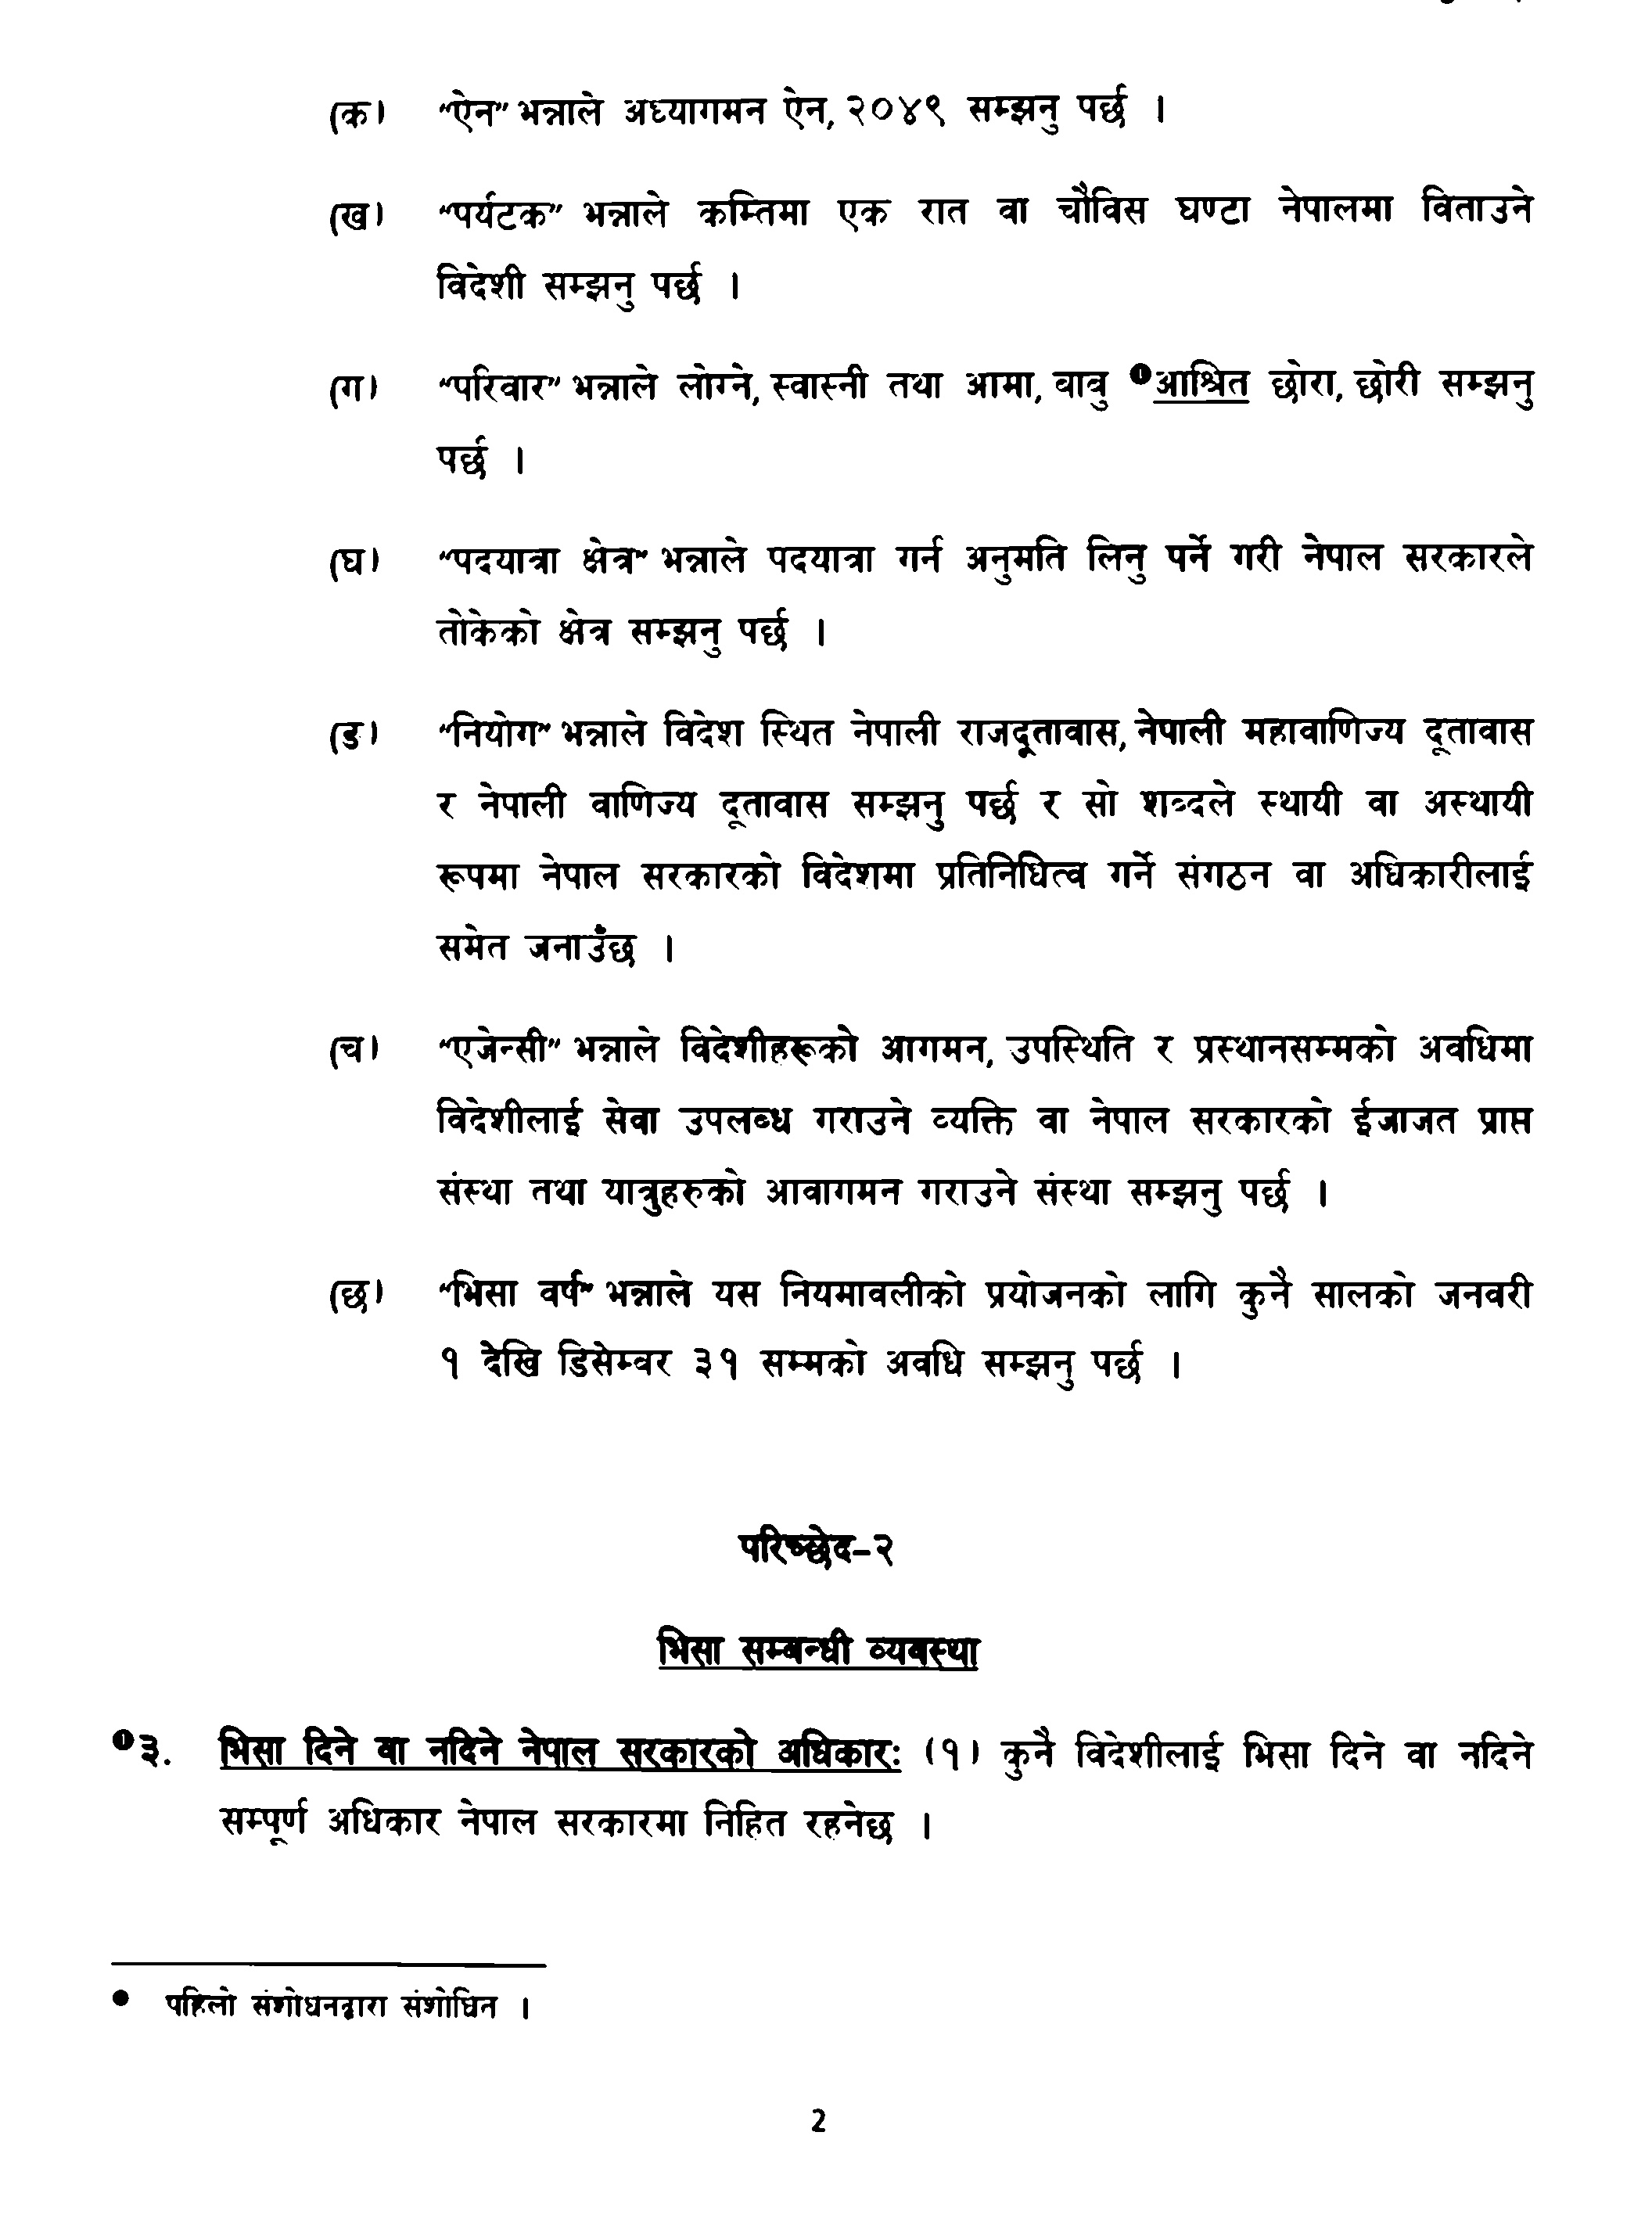 (क) “ऐन” भन्नाले अध्यागमन ऐन, २०४९ सम्झनु पर्छ ।
(ख) “पर्यटक” भन्नाले कम्तिमा एक रात वा चौविस घण्टा नेपालमा विताउने
विदेशी सम्झनु पर्छ ।
(ग) “परिवार” भन्नाले लोग्ने, स्वास्नी तथा आमा, वावु ❶आश्रित छोरा, छोरी सम्झनु
पर्छ ।
(घ) “पदयात्रा क्षेत्र” भन्नाले पदयात्रा गर्न अनुमति लिनु पर्ने गरी नेपाल सरकारले
तोकेको क्षेत्र सम्झनु पर्छ ।
(ङ) “नियोग” भन्नाले विदेश स्थित नेपाली राजदूतावास, नेपाली महावाणिज्य दूतावास
र नेपाली वाणिज्य दूतावास सम्झनु पर्छ र सो शव्दले स्थायी वा अस्थायी
रूपमा नेपाल सरकारको विदेशमा प्रतिनिधित्व गर्ने संगठन वा अधिकारीलाई
समेत जनाउँछ ।
(च) “एजेन्सी” भन्नाले विदेशीहरूको आगमन, उपस्थिति र प्रस्थानसम्मको अवधिमा
विदेशीलाई सेवा उपलब्ध गराउने व्यक्ति वा नेपाल सरकारको ईजाजत प्राप्त
संस्था तथा यात्रुहरुको आवागमन गराउने संस्था सम्झनु पर्छ ।
(छ) “भिसा वर्ष” भन्नाले यस नियमावलीको प्रयोजनको लागि कुनै सालको जनवरी
१ देखि डिसेम्वर ३१ सम्मको अवधि सम्झनु पर्छ ।
परिच्छेद–२
भिसा सम्वन्धी व्यवस्था
❶३. भिसा दिने वा नदिने नेपाल सरकारको अधिकारः (१) कुनै विदेशीलाई भिसा दिने वा नदिने
सम्पूर्ण अधिकार नेपाल सरकारमा निहित रहनेछ ।
● पहिलो संशोधनद्वारा संशोधित ।
2